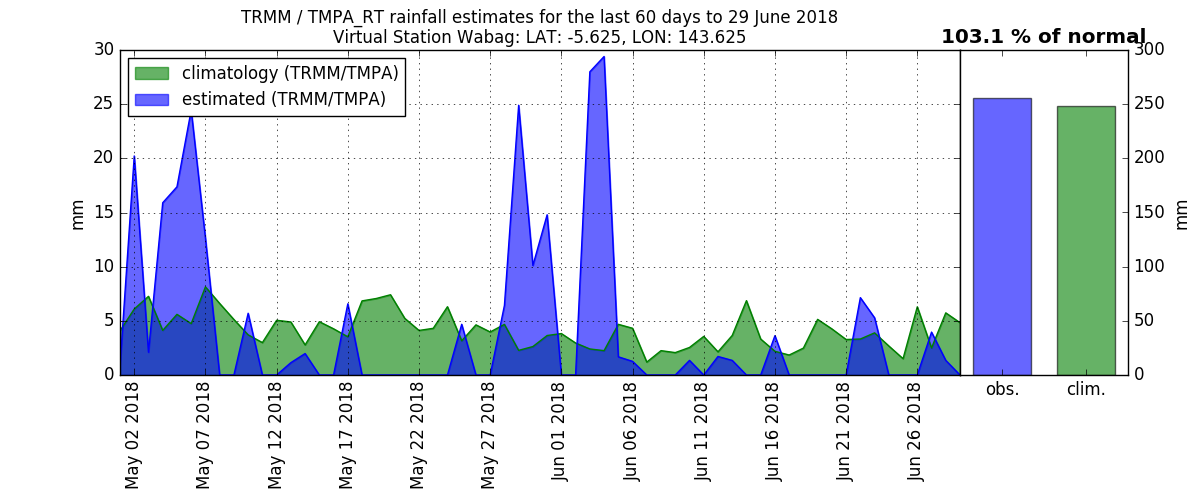 TRMM / TMPA_RT rainfall estimates for the last 60 days to 29 June 2018
Virtual Station Wabag: LAT: -5.625, LON: 143.625
103.1 % of normal
climatology (TRMM/TMPA)
estimated (TRMM/TMPA)
mm
30
25
20
15
10
5
0
May 02 2018
May 07 2018
May 12 2018
May 17 2018
May 22 2018
May 27 2018
Jun 01 2018
Jun 06 2018
Jun 11 2018
Jun 16 2018
Jun 21 2018
Jun 26 2018
obs.
clim.
300
250
200
150
100
50
0
mm